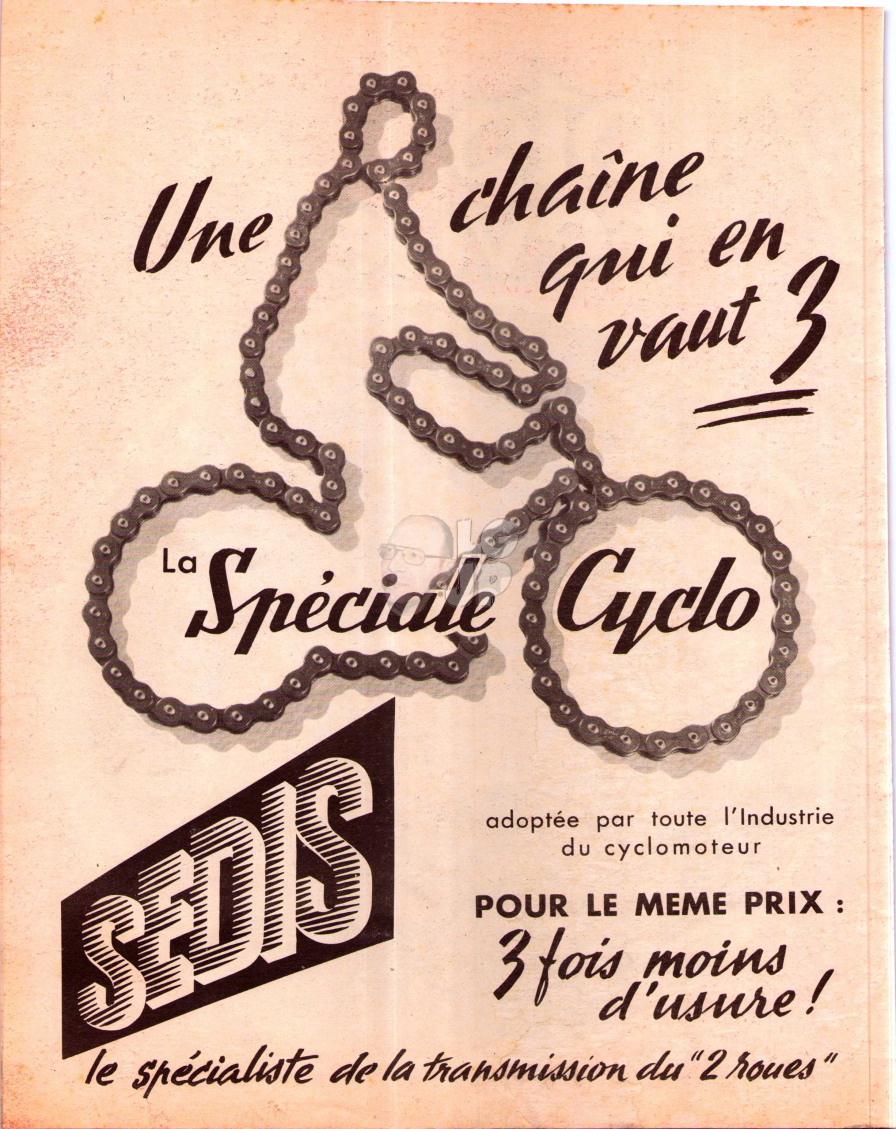 Une chaîne
qui en
vaut 3
La Spéciale Cyclo
SEDIS
adoptée par toute l'Industrie
du cyclomoteur
POUR LE MEME PRIX :
3 fois moins
d'usure !
le spécialiste de la transmission du "2 roues"